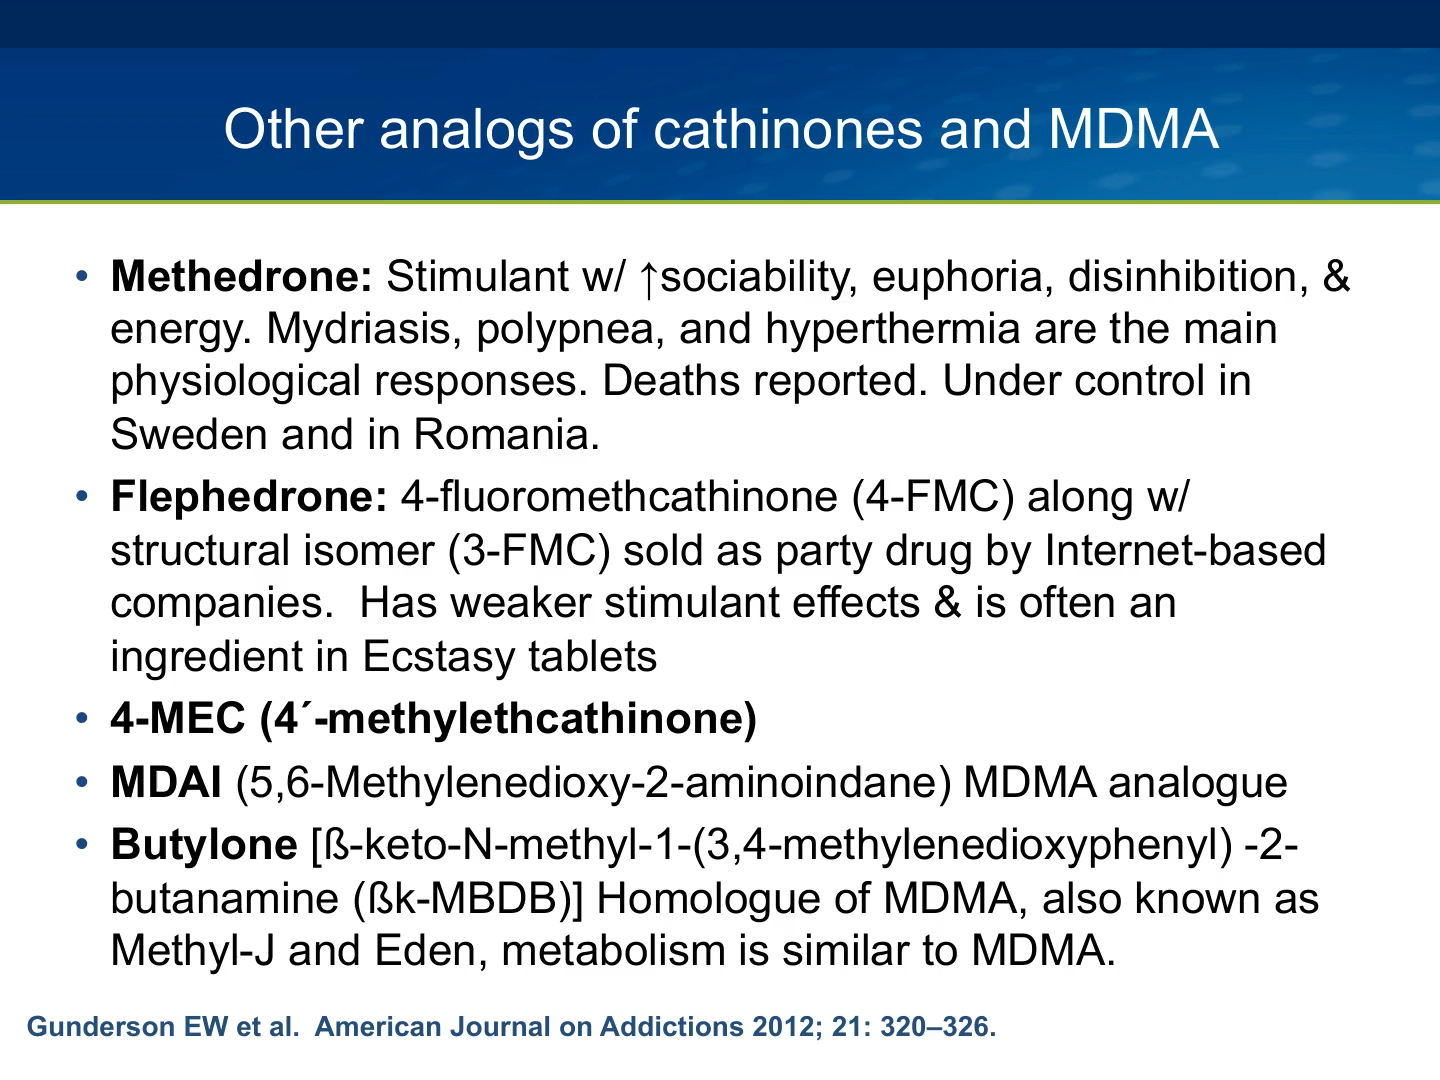 Other analogs of cathinones and MDMA
• Methedrone: Stimulant w/ ↑sociability, euphoria, disinhibition, &
energy. Mydriasis, polypnea, and hyperthermia are the main
physiological responses. Deaths reported. Under control in
Sweden and in Romania.
• Flephedrone: 4-fluoromethcathinone (4-FMC) along w/
structural isomer (3-FMC) sold as party drug by Internet-based
companies.  Has weaker stimulant effects & is often an
ingredient in Ecstasy tablets
• 4-MEC (4´-methylethcathinone)
• MDAI (5,6-Methylenedioxy-2-aminoindane) MDMA analogue
• Butylone [ß-keto-N-methyl-1-(3,4-methylenedioxyphenyl) -2-
butanamine (ßk-MBDB)] Homologue of MDMA, also known as
Methyl-J and Eden, metabolism is similar to MDMA.
Gunderson EW et al.  American Journal on Addictions 2012; 21: 320–326.